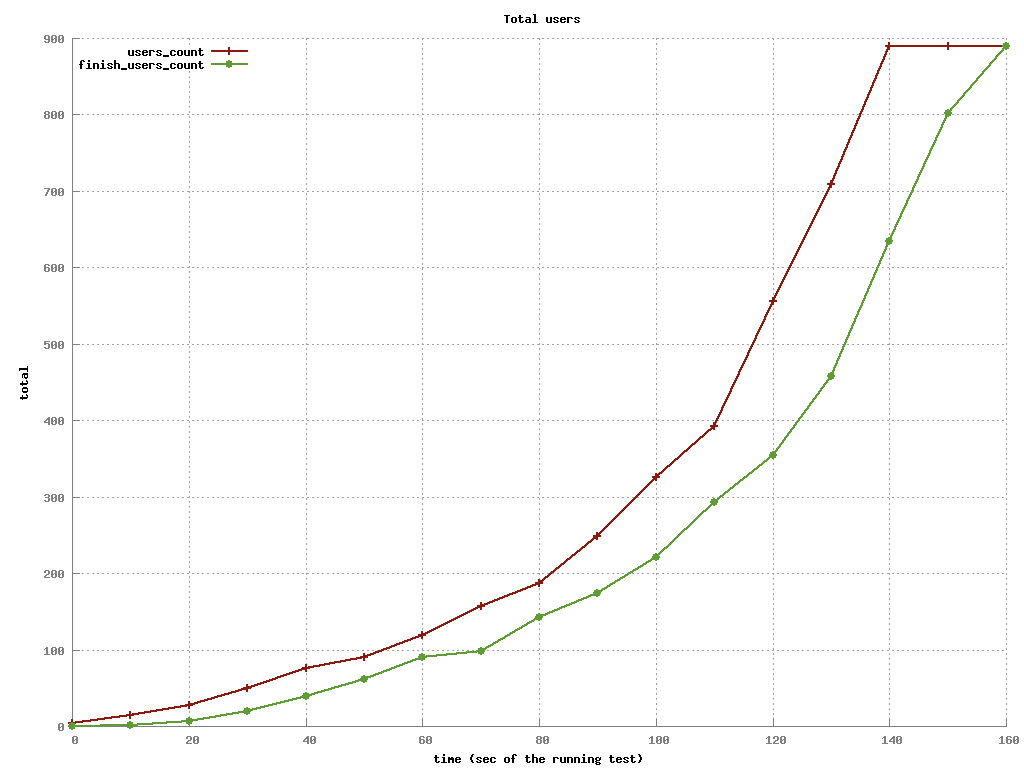 Total users
users_count
finish_users_count
900
800
700
600
500
400
300
200
100
0
total
0 20 40 60 80 100 120 140 160
time (sec of the running test)